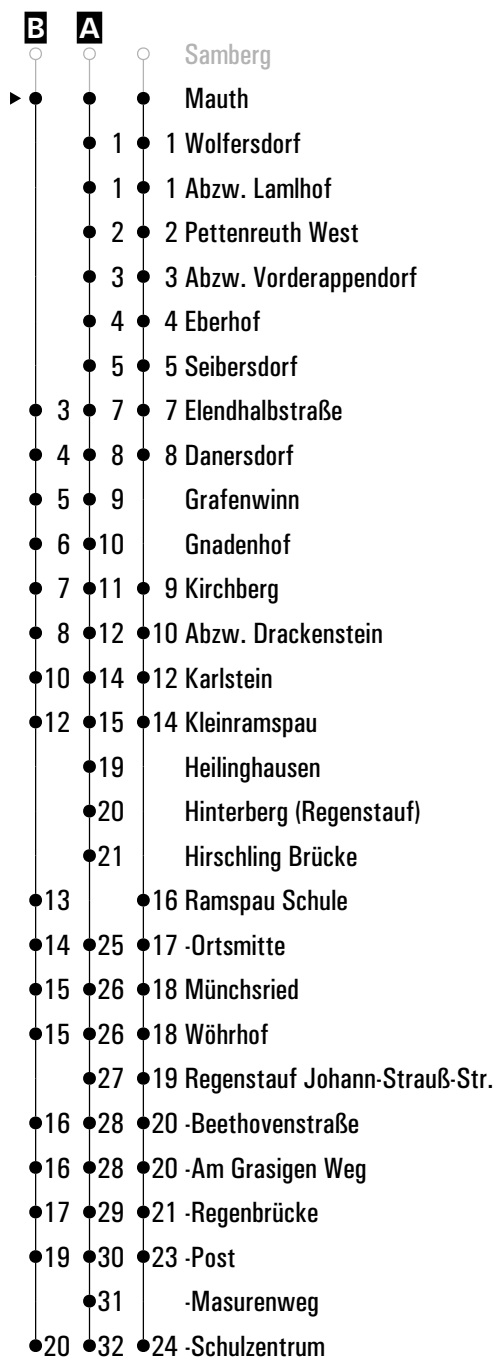 B A
Samberg
Mauth
1 1 Wolfersdorf
1 1 Abzw. Lamlhof
2 2 Pettenreuth West
3 3 Abzw. Vorderappendorf
4 4 Eberhof
5 5 Seibersdorf
3 7 7 Elendhalbstraße
4 8 8 Danersdorf
5 9 Grafenwinn
6 10 Gnadenhof
7 11 9 Kirchberg
8 12 10 Abzw. Drackenstein
10 14 12 Karlstein
12 15 14 Kleinramspau
19 Heilinghausen
20 Hinterberg (Regenstauf)
21 Hirschling Brücke
13 16 Ramspau Schule
14 25 17 -Ortsmitte
15 26 18 Münchsried
15 26 18 Wöhrhof
27 19 Regenstauf Johann-Strauß-Str.
16 28 20 -Beethovenstraße
16 28 20 -Am Grasigen Weg
17 29 21 -Regenbrücke
19 30 23 -Post
31 -Masurenweg
20 32 24 -Schulzentrum